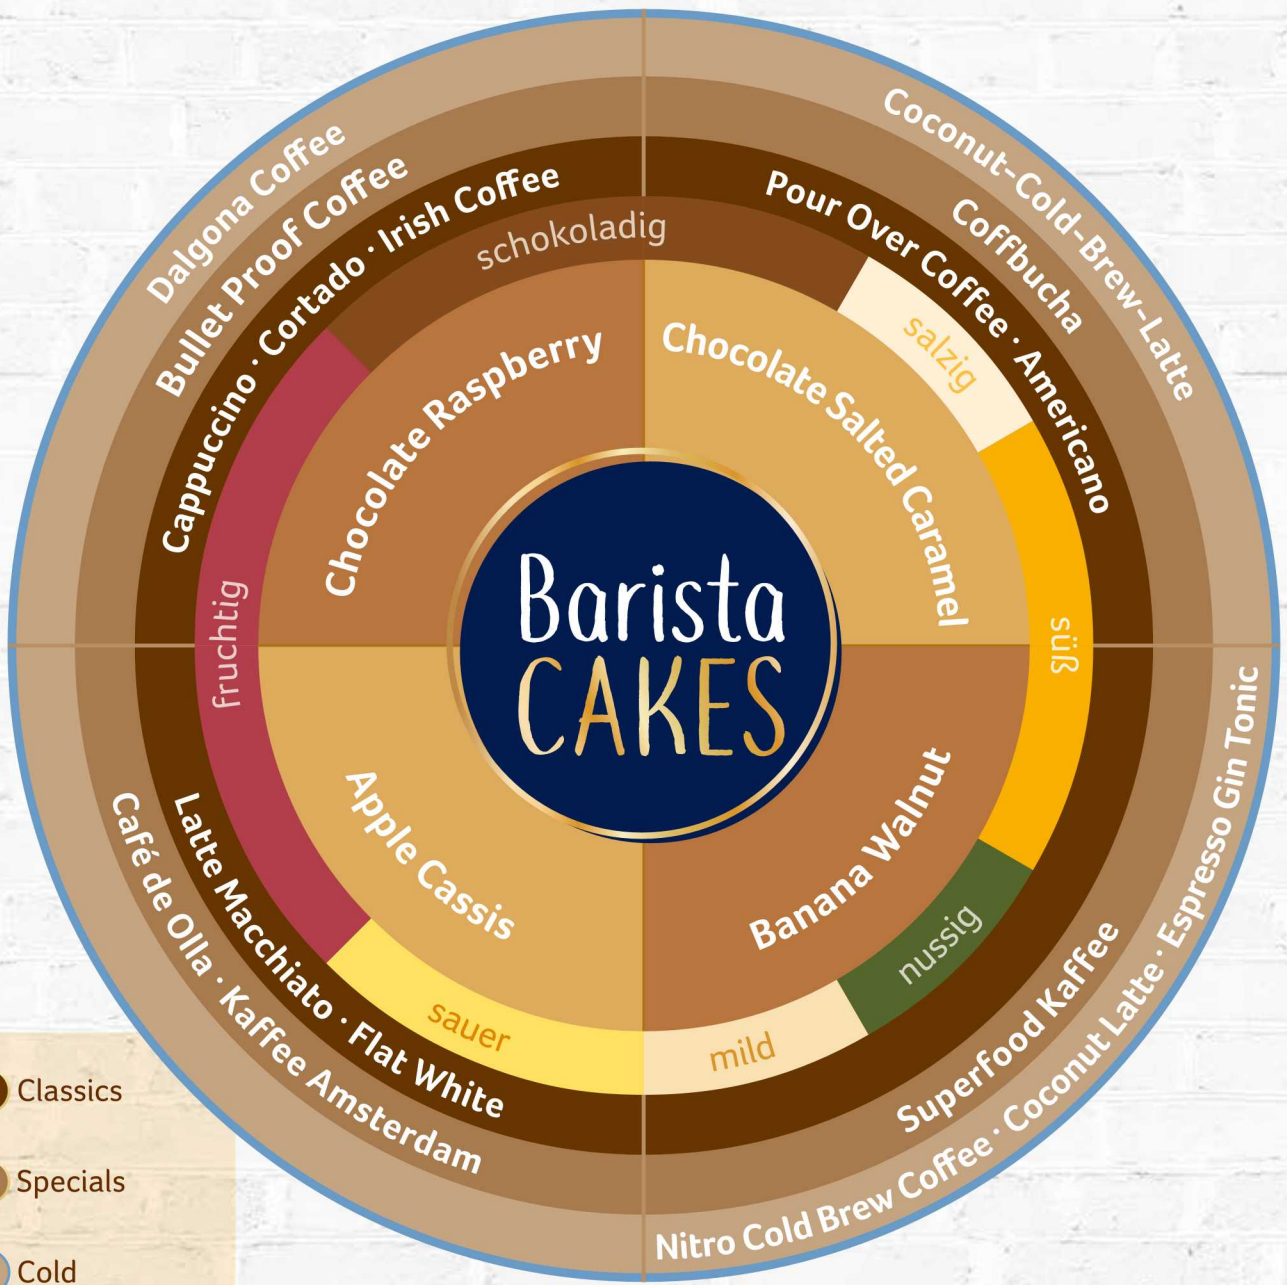 Dalgona Coffee
Bullet Proof Coffee
Cappuccino · Cortado · Irish Coffee
Coconut-Cold-Brew-Latte
Coffbucha
Pour Over Coffee · Americano
schokoladig
salzig
süß
fruchtig
Chocolate Raspberry
Chocolate Salted Caramel
Barista
CAKES
Apple Cassis
Banana Walnut
sauer
mild
nussig
Latte Macchiato · Flat White
Café de Olla · Kaffee Amsterdam
Superfood Kaffee
Nitro Cold Brew Coffee · Coconut Latte · Espresso Gin Tonic
Classics
Specials
Cold